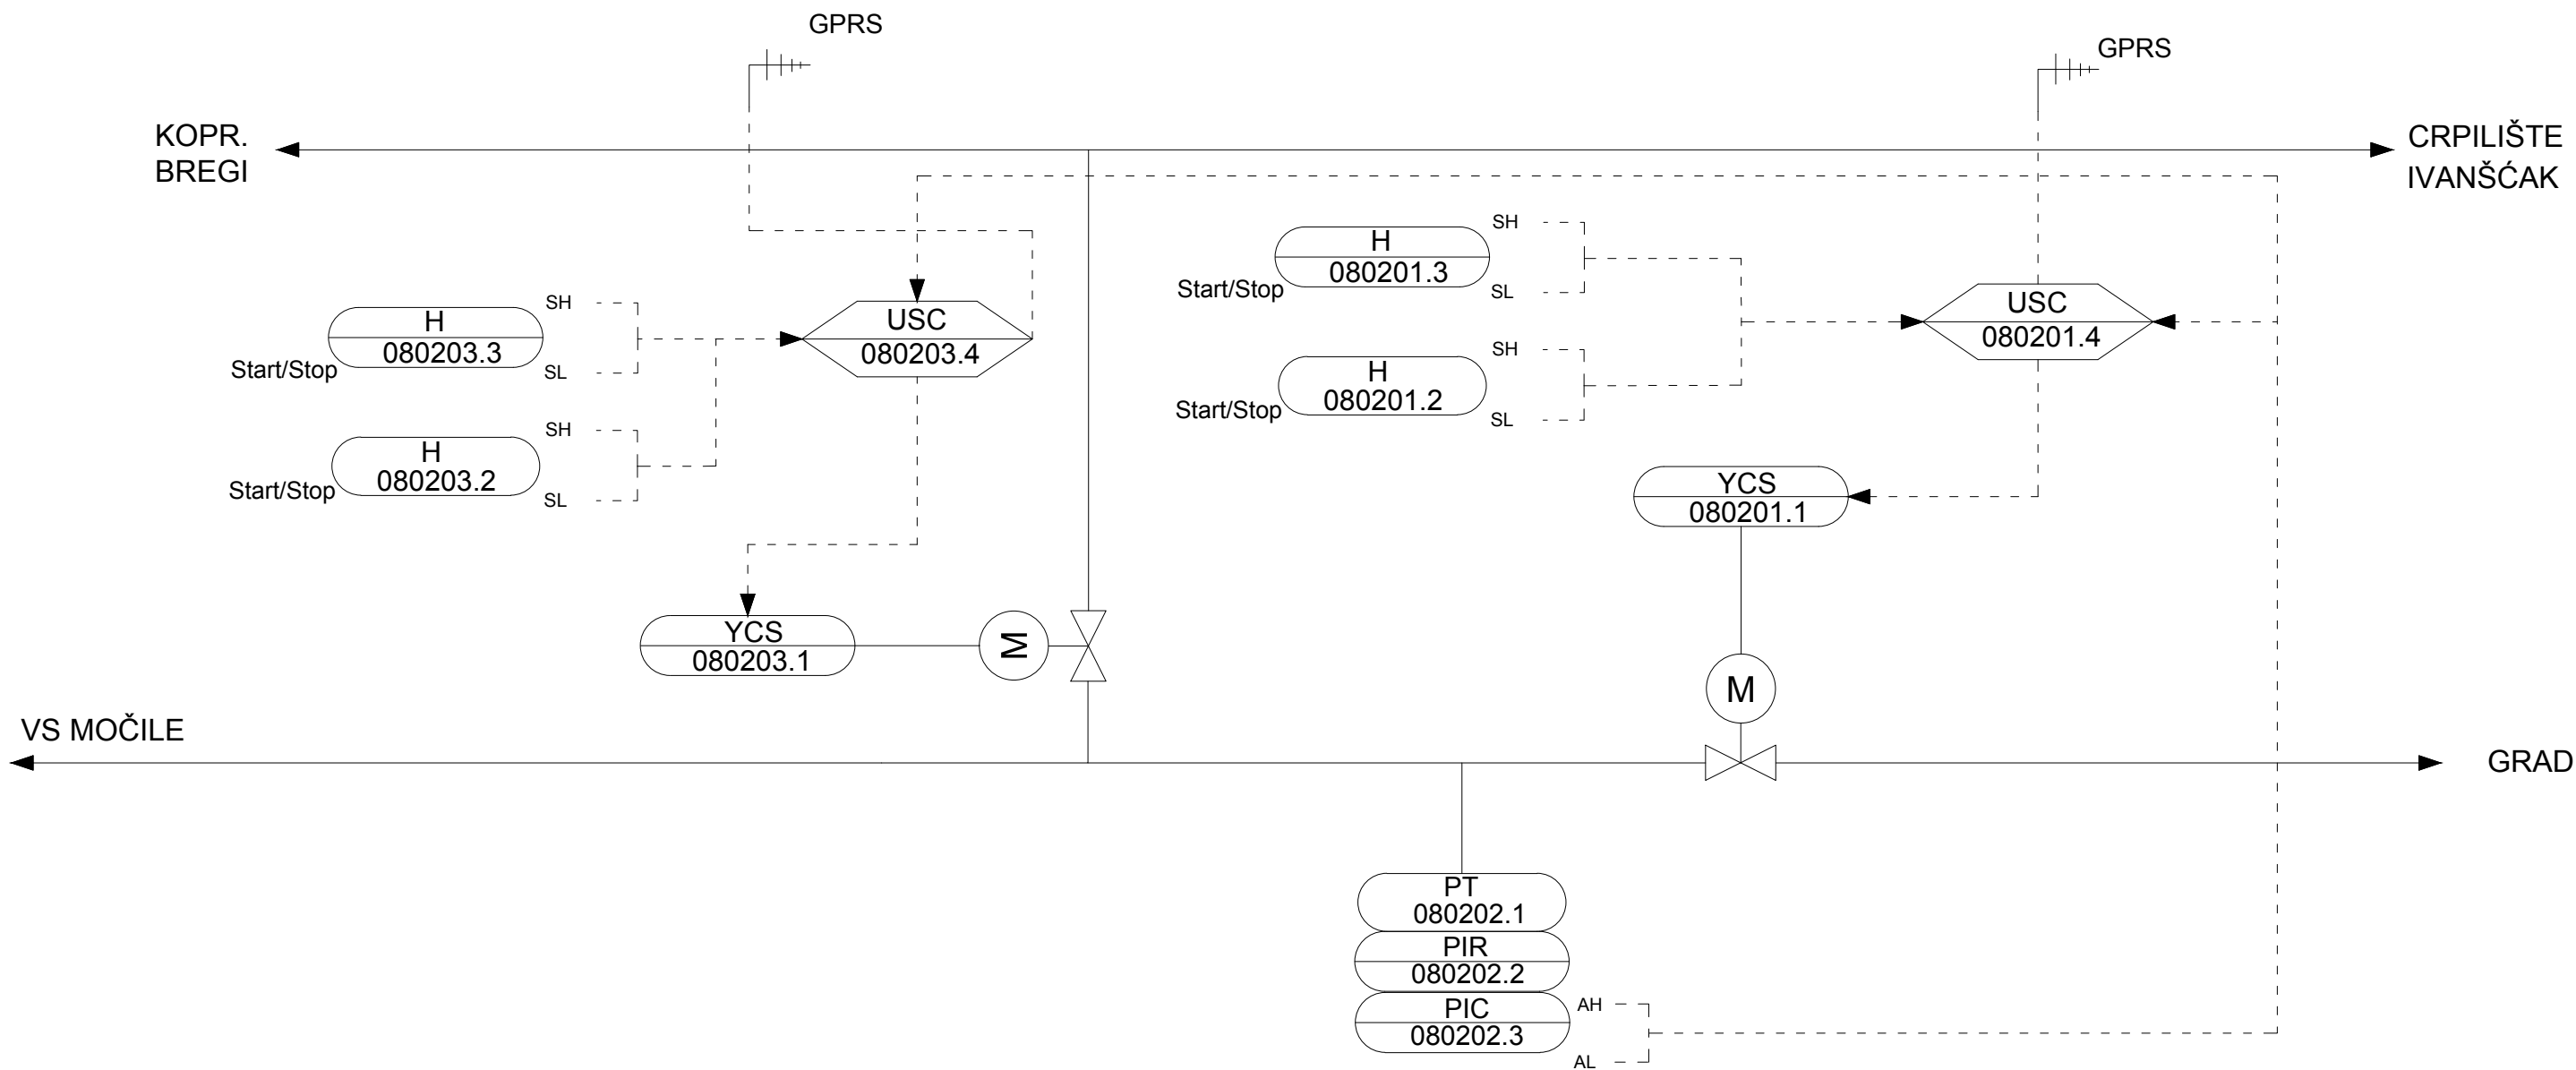 GPRS
GPRS
KOPR.
BREGI
CRPILIŠTE
IVANŠĆAK
H
080203.3
Start/Stop
SH
SL
H
080203.2
Start/Stop
SH
SL
USC
080203.4
YCS
080203.1
M
H
080201.3
Start/Stop
SH
SL
H
080201.2
Start/Stop
SH
SL
USC
080201.4
YCS
080201.1
M
VS MOČILE
GRAD
PT
080202.1
PIR
080202.2
PIC
080202.3
AH
AL